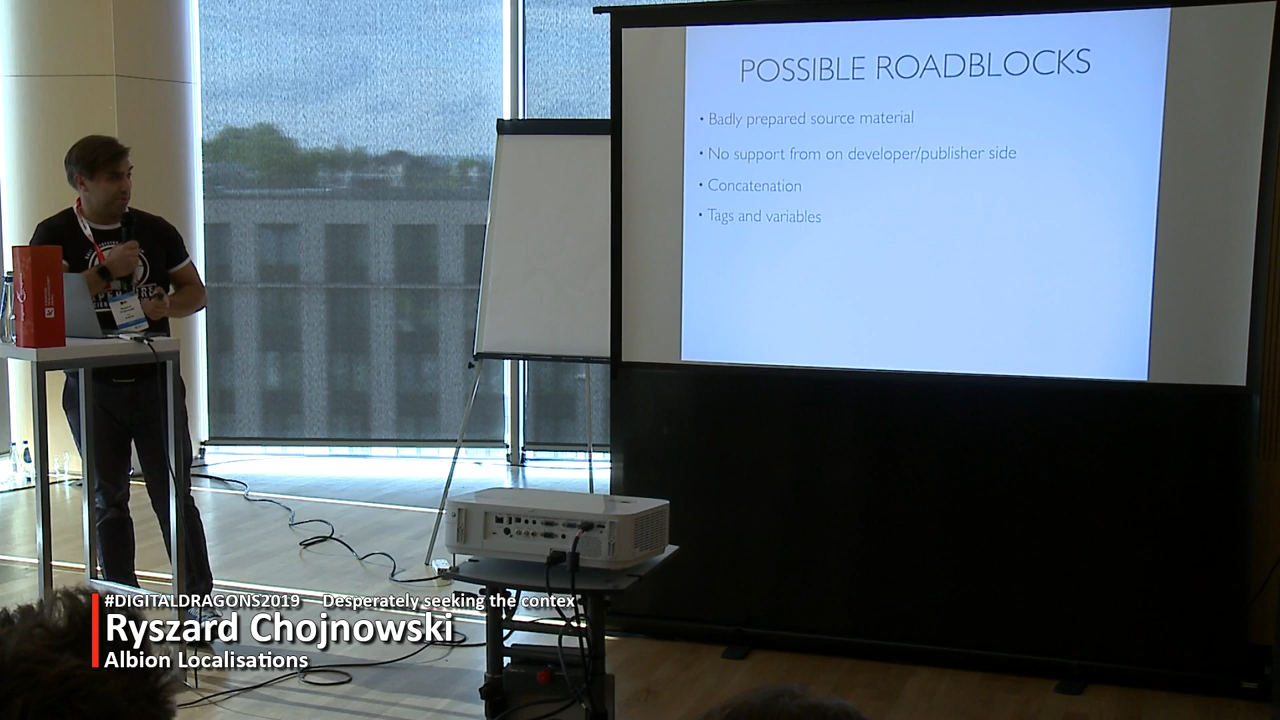 POSSIBLE ROADBLOCKS
• Badly prepared source material
• No support from on developer/publisher side
• Concatenation
• Tags and variables
#DIGITALDRAGONS2019 Desperately seeking the contex
Ryszard Chojnowski
Albion Localisations